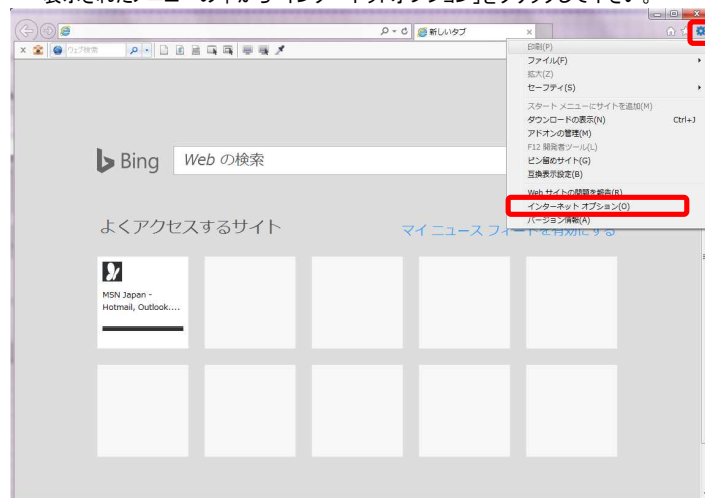 表示されたメニューの中から「インターネットオプション」をクリックして下さい。
新しいタブ
ウェブ検索
印刷(P)
ファイル(F)
拡大(Z)
セーフティ(S)
スタート メニューにサイトを追加(M)
ダウンロードの表示(N) Ctrl+J
アドオンの管理(M)
F12 開発者ツール(L)
ピン留めのサイト(G)
互換表示設定(B)
Web サイトの問題を報告(R)
インターネット オプション(O)
バージョン情報(A)
Bing
Web の検索
よくアクセスするサイト
マイ ニュース フィードを有効にする
MSN Japan -
Hotmail, Outlook....